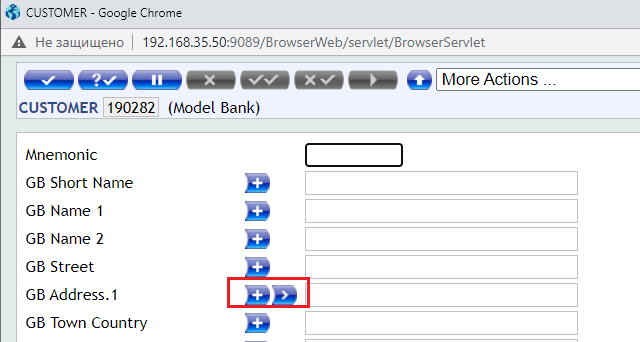 CUSTOMER - Google Chrome
Не защищено 192.168.35.50:9089/BrowserWeb/servlet/BrowserServlet
More Actions ...
CUSTOMER 190282 (Model Bank)
Mnemonic
GB Short Name
GB Name 1
GB Name 2
GB Street
GB Address.1
GB Town Country